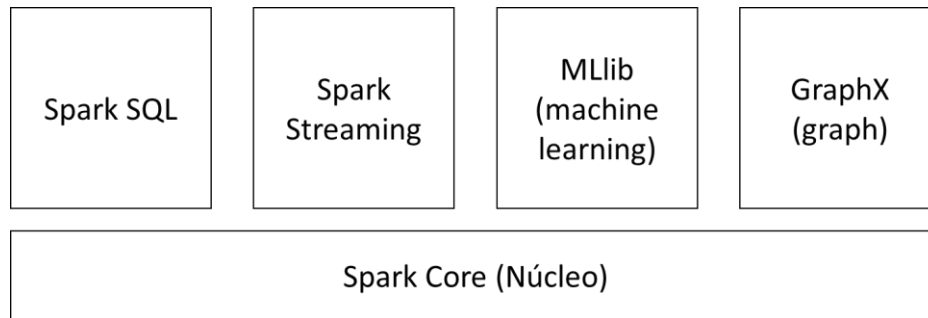 Spark SQL
Spark
Streaming
MLlib
(machine
learning)
GraphX
(graph)
Spark Core (Núcleo)